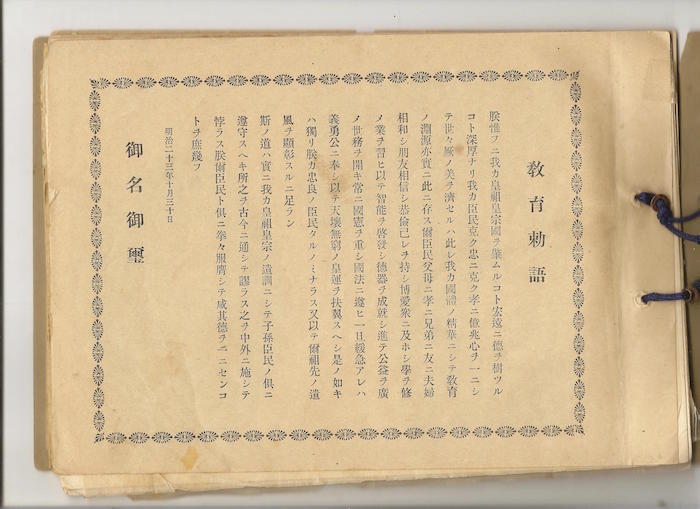 教育勅語
朕惟フニ我カ皇祖皇宗國ヲ肇ムルコト宏遠ニ德ヲ樹ツル
コト深厚ナリ我カ臣民克ク忠ニ克ク孝ニ億兆心ヲ一ニシ
テ世々厥ノ美ヲ濟セルハ此レ我カ國體ノ精華ニシテ教育
ノ淵源亦實ニ此ニ存ス爾臣民父母ニ孝ニ兄弟ニ友ニ夫婦
相和シ朋友相信シ恭儉己レヲ持シ博愛衆ニ及ホシ學ヲ修
メ業ヲ習ヒ以テ智能ヲ啓發シ德器ヲ成就シ進テ公益ヲ廣
メ世務ヲ開キ常ニ國憲ヲ重シ國法ニ遵ヒ一旦緩急アレハ
義勇公ニ奉シ以テ天壤無窮ノ皇運ヲ扶翼スヘシ是ノ如キ
ハ獨リ朕カ忠良ノ臣民タルノミナラス又以テ爾祖先ノ遺
風ヲ顯彰スルニ足ラン
斯ノ道ハ實ニ我カ皇祖皇宗ノ遺訓ニシテ子孫臣民ノ俱ニ
遵守スヘキ所之ヲ古今ニ通シテ謬ラス之ヲ中外ニ施シテ
悖ラス朕爾臣民ト俱ニ拳々服膺シテ咸其德ヲ一ニセンコ
トヲ庶幾フ
明治二十三年十月三十日
御名御璽